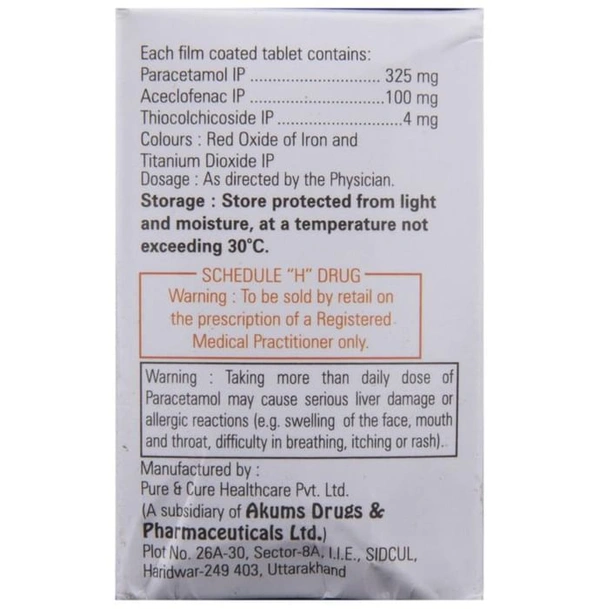 Each film coated tablet contains:
Paracetamol IP .............................. 325 mg
Aceclofenac IP ...............................100 mg
Thiocolchicoside IP .............................4 mg
Colours : Red Oxide of Iron and
Titanium Dioxide IP
Dosage : As directed by the Physician.
Storage : Store protected from light
and moisture, at a temperature not
exceeding 30°C.
SCHEDULE "H" DRUG
Warning : To be sold by retail on
the prescription of a Registered
Medical Practitioner only.
Warning : Taking more than daily dose of
Paracetamol may cause serious liver damage or
allergic reactions (e.g. swelling of the face, mouth
and throat, difficulty in breathing, itching or rash).
Manufactured by :
Pure & Cure Healthcare Pvt. Ltd.
(A subsidiary of Akums Drugs &
Pharmaceuticals Ltd.)
Plot No. 26A-30, Sector-8A, I.I.E., SIDCUL,
Haridwar-249 403, Uttarakhand